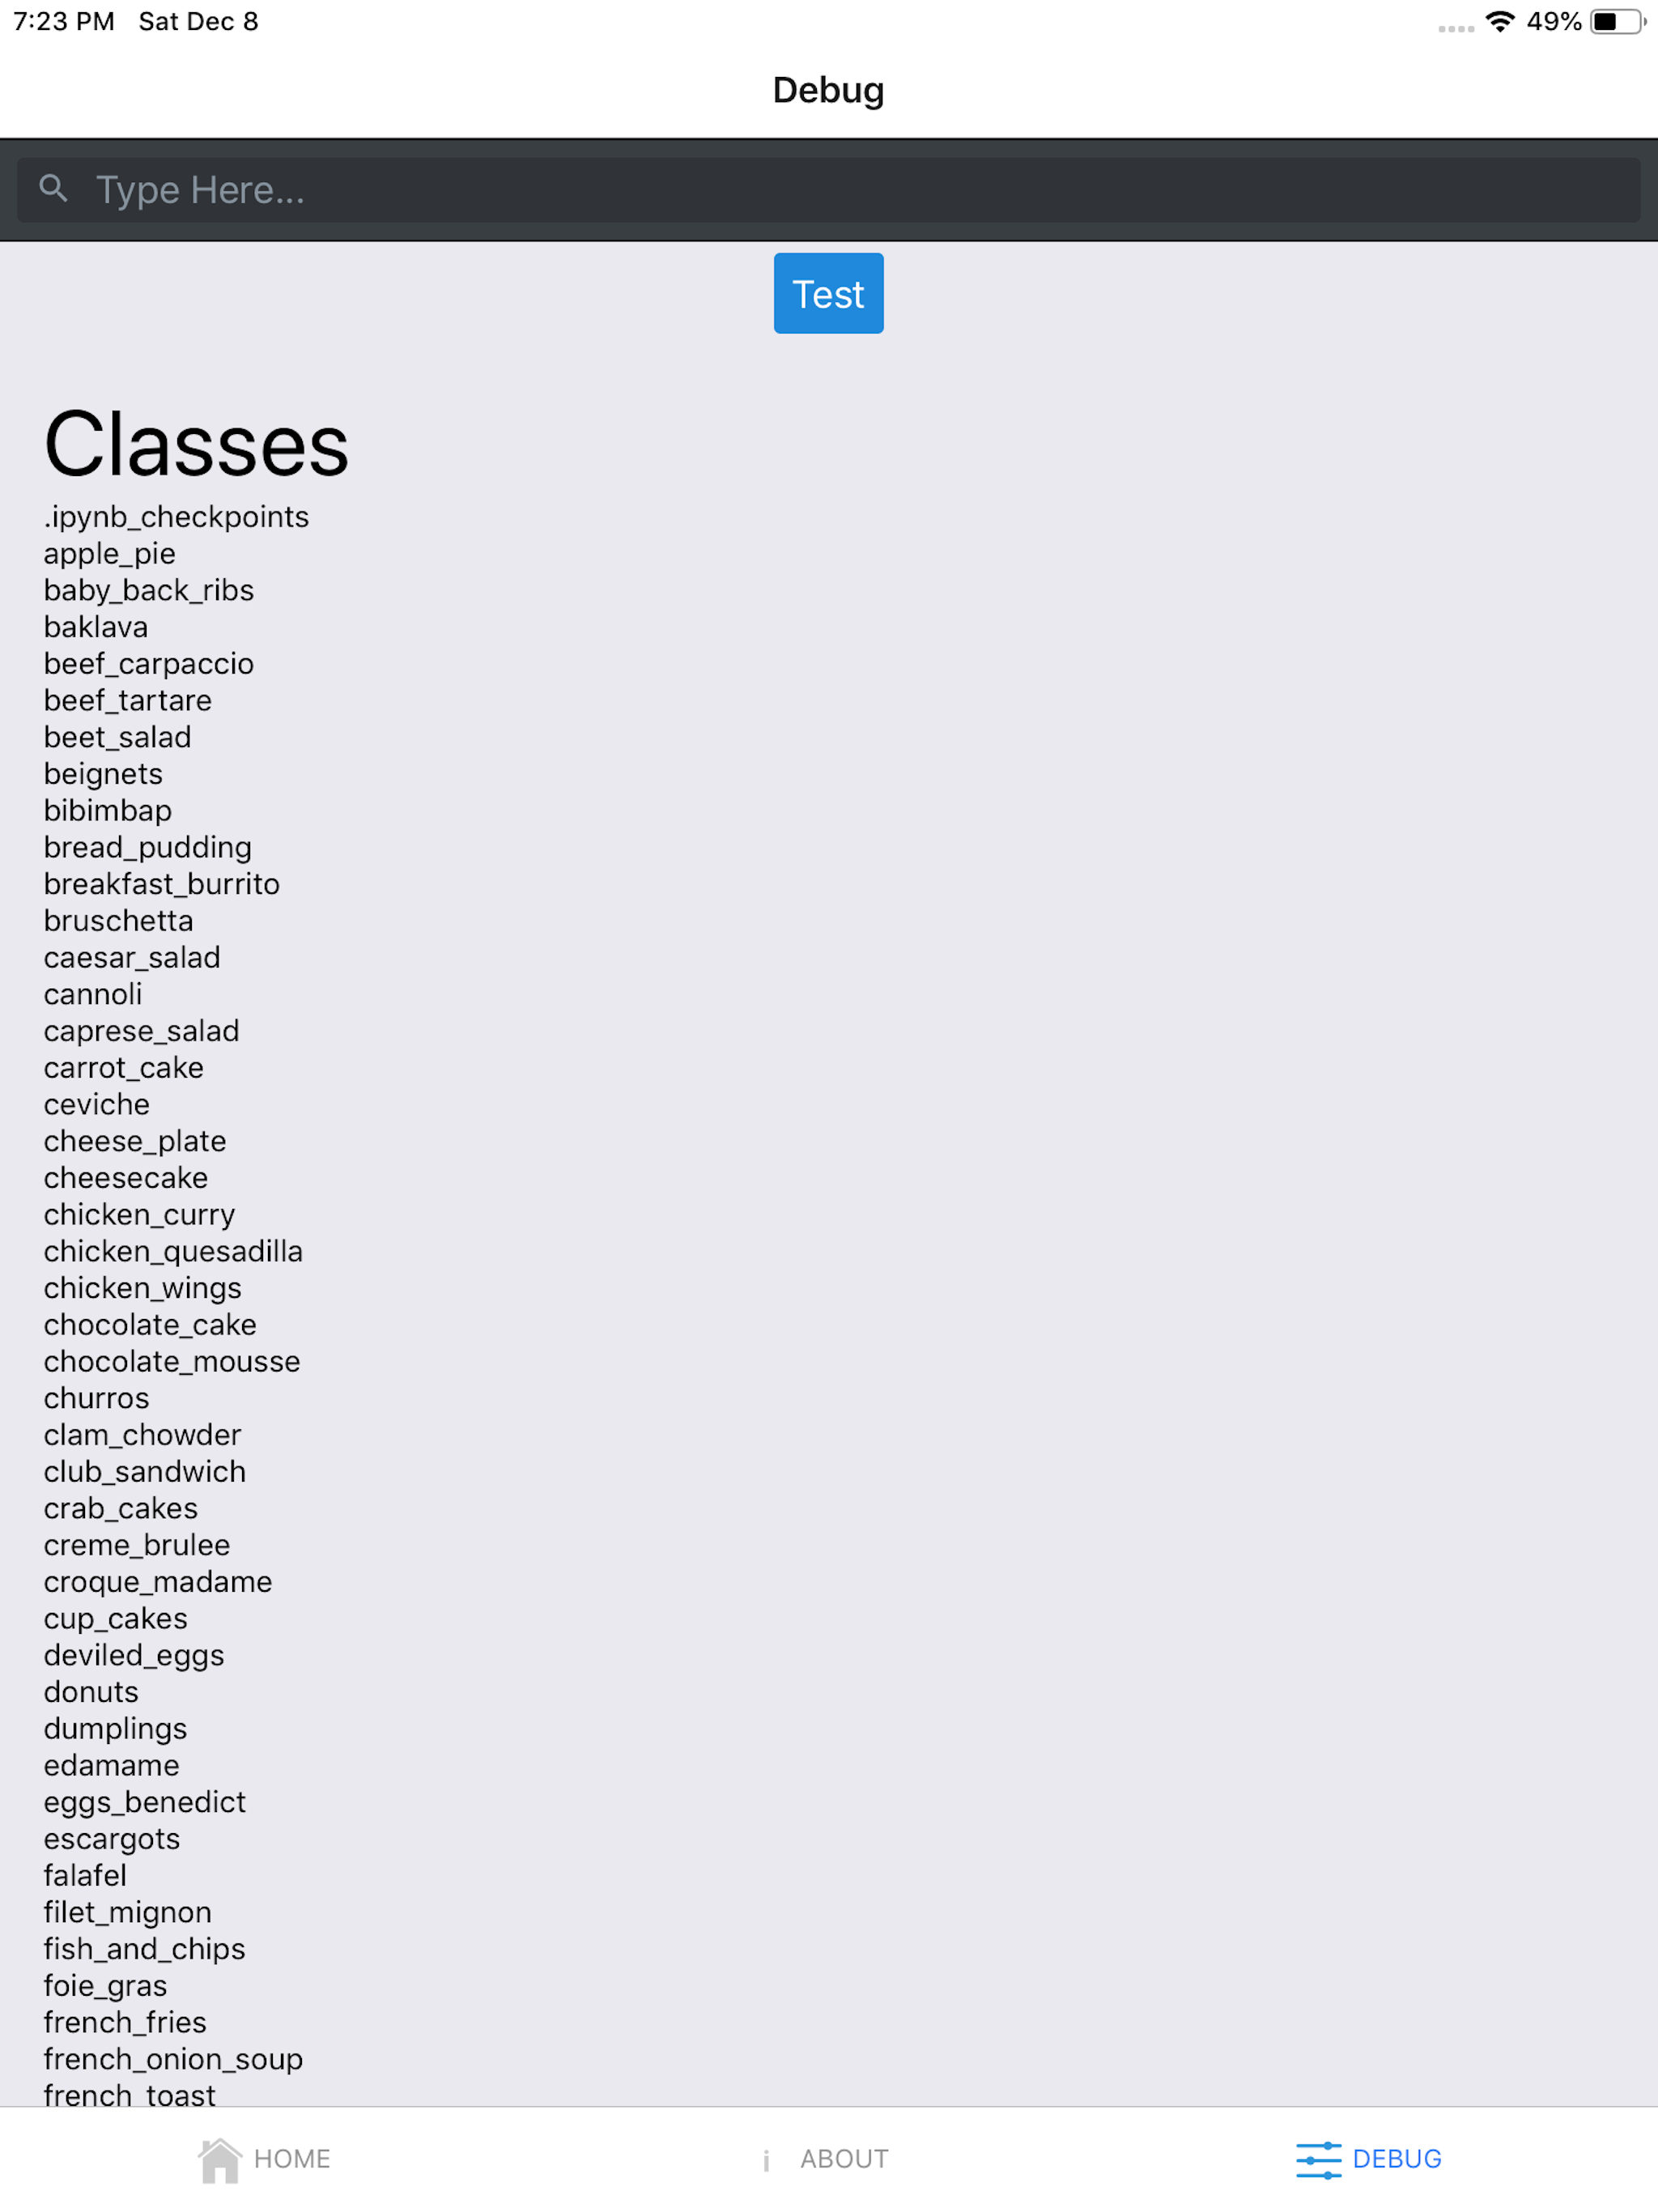 7:23 PM Sat Dec 8 49%
Debug
Type Here...
Test
Classes
.ipynb_checkpoints
apple_pie
baby_back_ribs
baklava
beef_carpaccio
beef_tartare
beet_salad
beignets
bibimbap
bread_pudding
breakfast_burrito
bruschetta
caesar_salad
cannoli
caprese_salad
carrot_cake
ceviche
cheese_plate
cheesecake
chicken_curry
chicken_quesadilla
chicken_wings
chocolate_cake
chocolate_mousse
churros
clam_chowder
club_sandwich
crab_cakes
creme_brulee
croque_madame
cup_cakes
deviled_eggs
donuts
dumplings
edamame
eggs_benedict
escargots
falafel
filet_mignon
fish_and_chips
foie_gras
french_fries
french_onion_soup
french_toast
HOME i ABOUT DEBUG